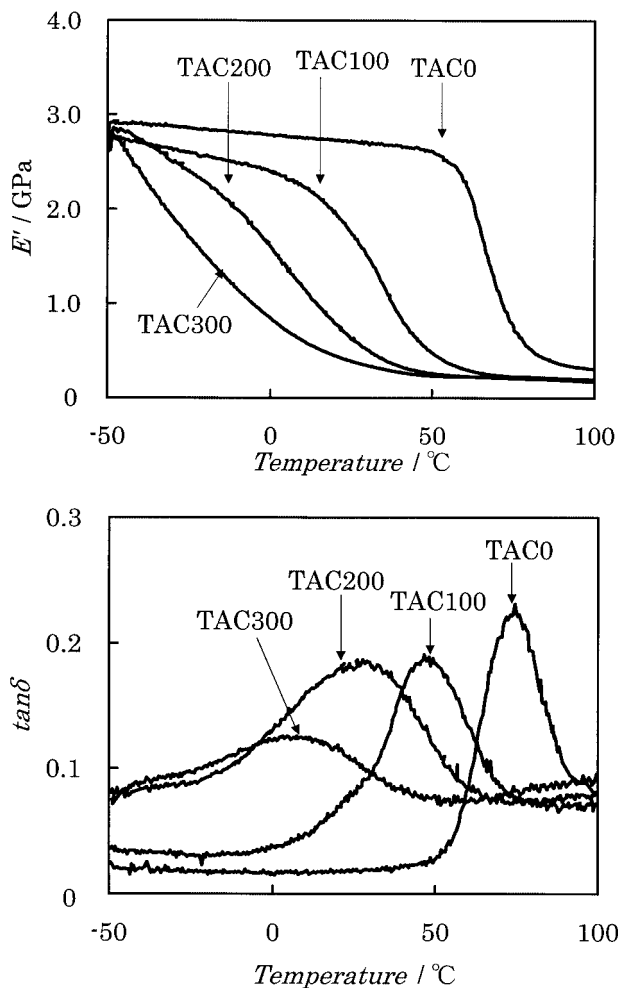 4.0
TAC200
TAC100
TAC0
3.0
2.0
E' / GPa
1.0
TAC300
0
-50
0
50
100
Temperature / ℃
0.3
TAC0
TAC200
TAC100
TAC300
0.2
tanδ
0.1
0
-50
0
50
100
Temperature / ℃